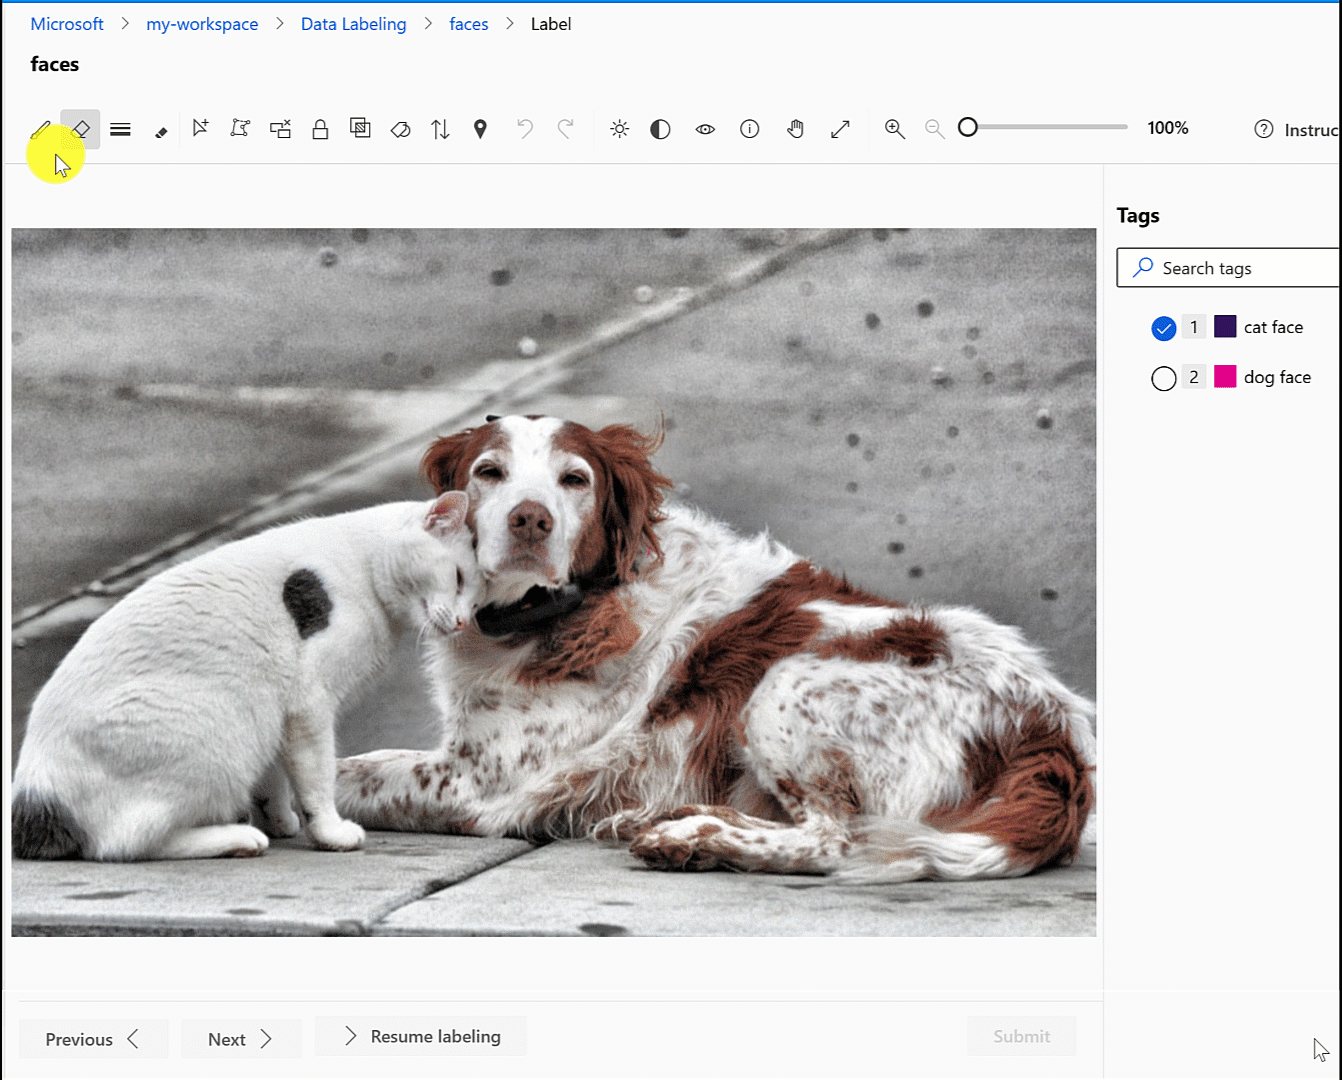 Microsoft > my-workspace > Data Labeling > faces > Label
faces
100%
Instruc
Tags
Search tags
1 cat face
2 dog face
Previous
Next
Resume labeling
Submit